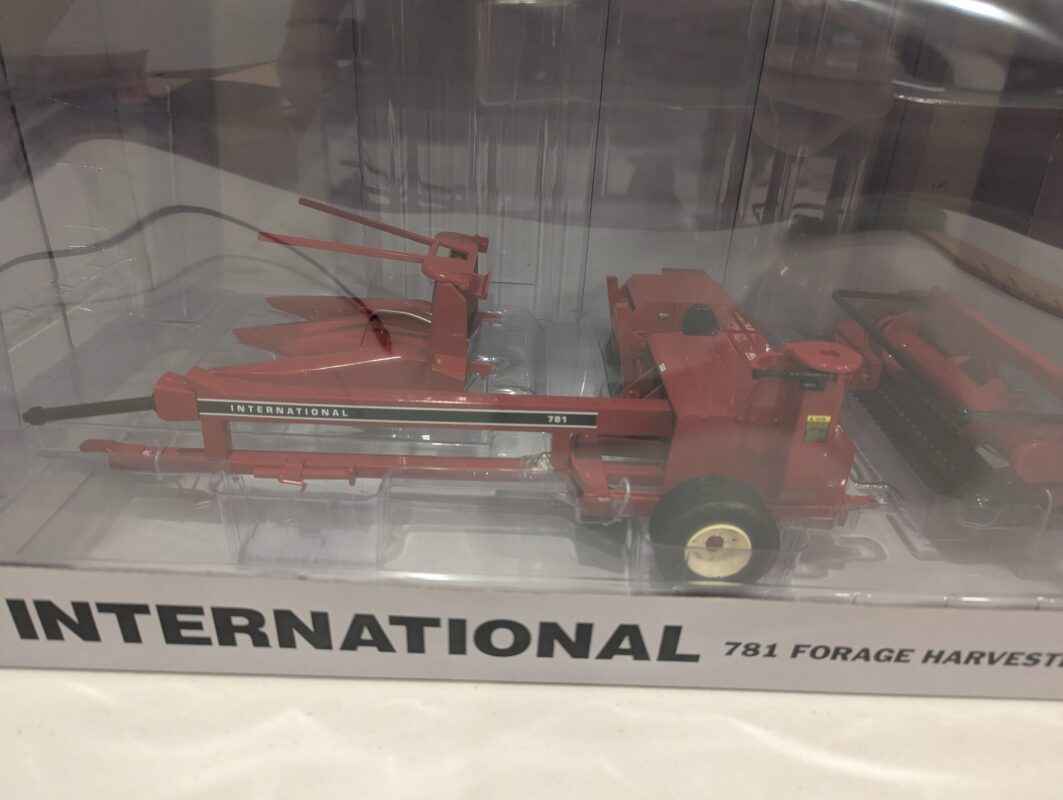 INTERNATIONAL 781
INTERNATIONAL 781 FORAGE HARVEST